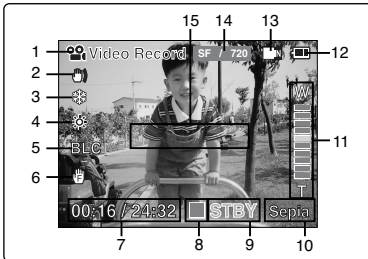 15 14 13
1 Video Record SF / 720 N 12
2
3 W
4
5 BLC 11
6 F
T
00:16 / 24:32 STBY Sepia
7 8 9 10